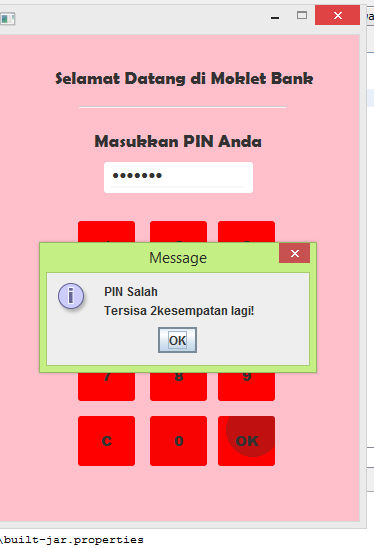 wa
Selamat Datang di Moklet Bank
Masukkan PIN Anda
•••••••
Message
PIN Salah
Tersisa 2kesempatan lagi!
OK
7 8 9
C 0 OK
\built-jar.properties